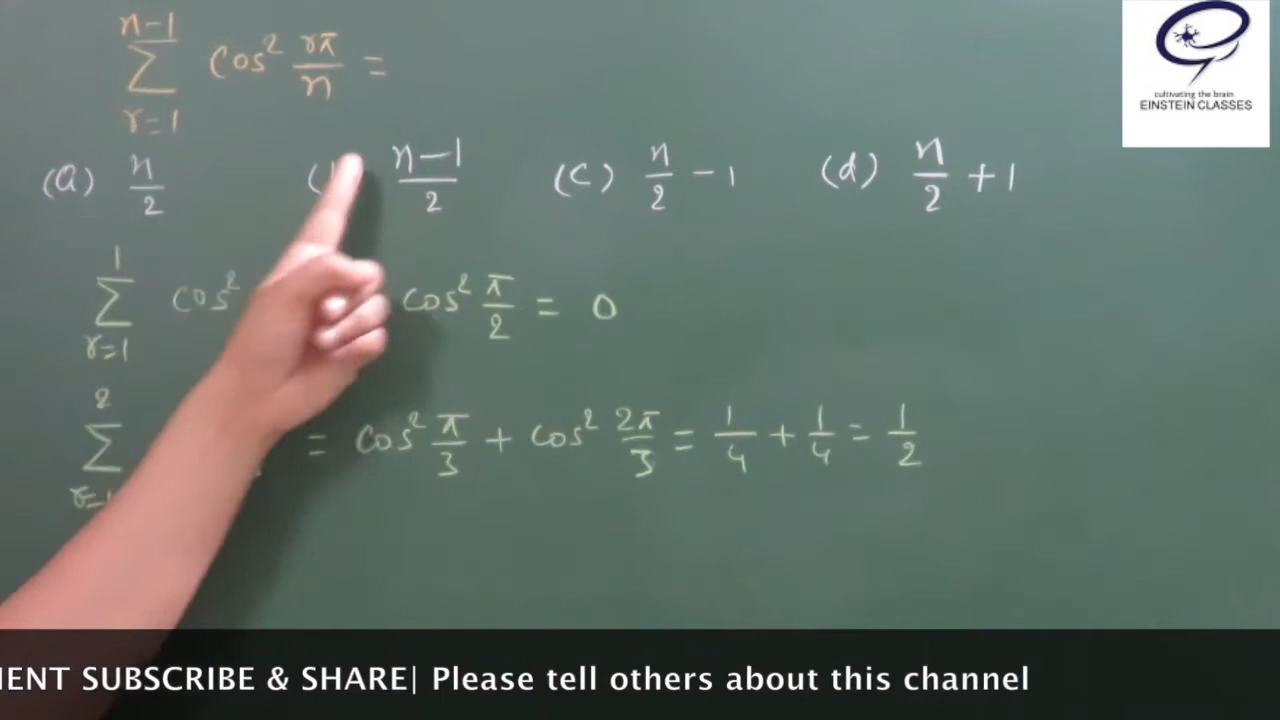 n-1
∑ cos² rπ/n =
r=1
(a) n/2 ( n-1/2 (c) n/2 - 1 (d) n/2 + 1
1
∑ cos² cos² π/2 = 0
r=1
2
∑ = cos² π/3 + cos² 2π/3 = 1/4 + 1/4 = 1/2
r=
cultivating the brain
EINSTEIN CLASSES
ENT SUBSCRIBE & SHARE| Please tell others about this channel